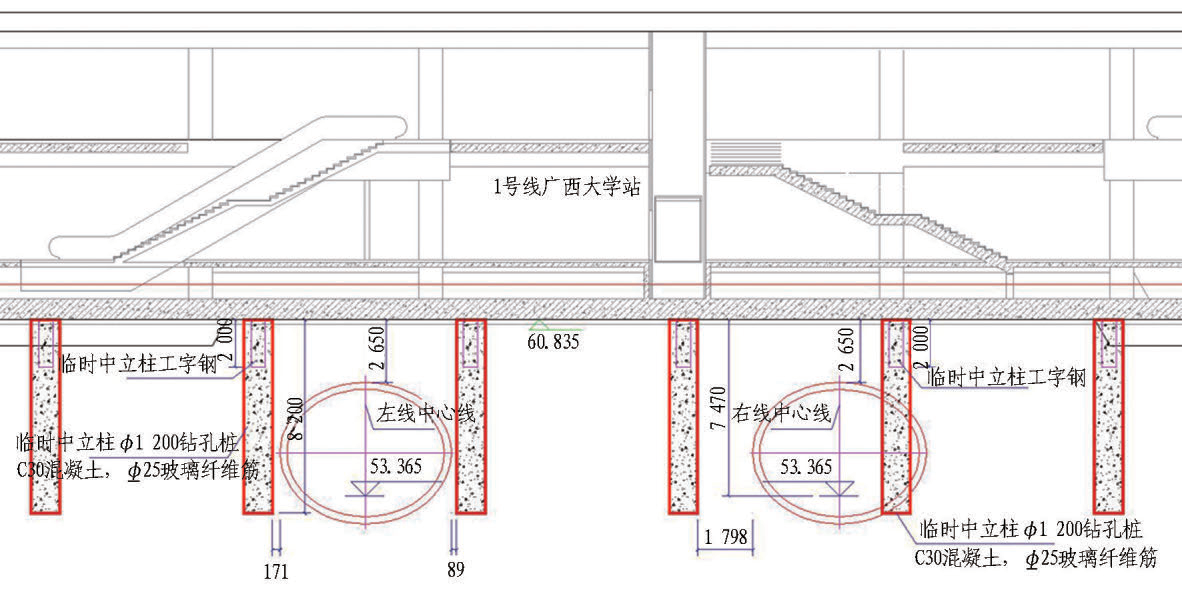 1号线广西大学站
60.835
2 000
2 650
2 650
2 000
临时中立柱工字钢
临时中立柱工字钢
8 200
左线中心线
7 470
右线中心线
临时中立柱ϕ1 200钻孔桩
C30混凝土，ϕ25玻璃纤维筋
53.365
53.365
1 798
临时中立柱ϕ1 200钻孔桩
C30混凝土，ϕ25玻璃纤维筋
171
89